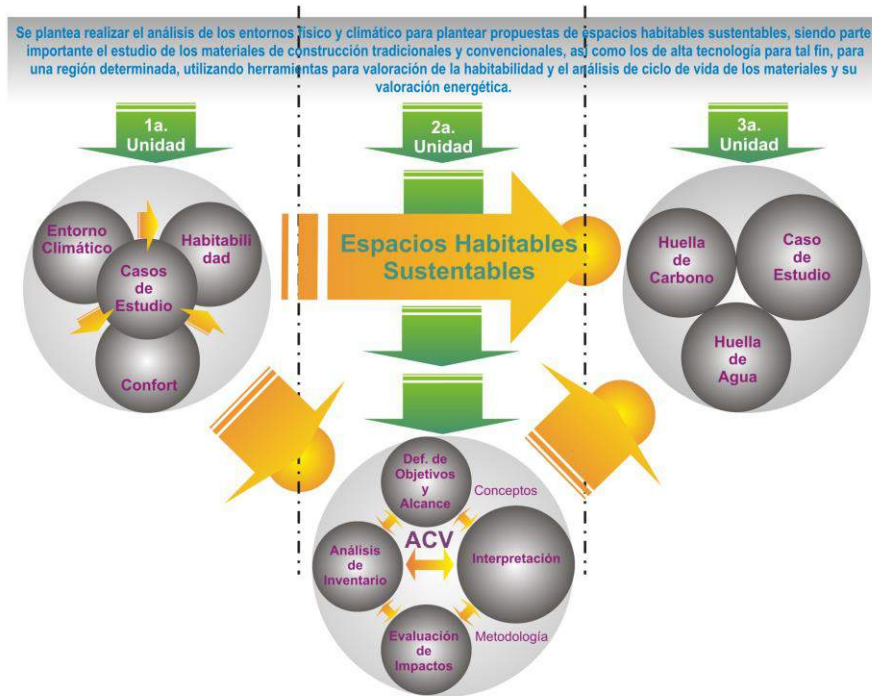 Se plantea realizar el análisis de los entornos físico y climático para plantear propuestas de espacios habitables sustentables, siendo parte
importante el estudio de los materiales de construcción tradicionales y convencionales, así como los de alta tecnología para tal fin, para
una región determinada, utilizando herramientas para valoración de la habitabilidad y el análisis de ciclo de vida de los materiales y su
valoración energética.
1a.
Unidad
2a.
Unidad
3a.
Unidad
Entorno
Climático
Habitabili
dad
Casos
de
Estudio
Confort
Espacios Habitables
Sustentables
Huella
de
Carbono
Caso
de
Estudio
Huella
de
Agua
Def. de
Objetivos
y
Alcance
Conceptos
ACV
Análisis
de
Inventario
Interpretación
Evaluación
de
Impactos
Metodología